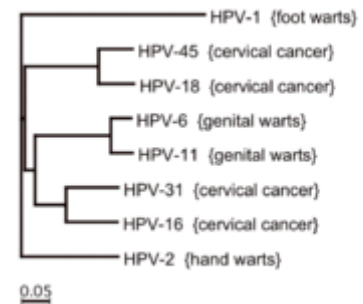 HPV-1 {foot warts}
HPV-45 {cervical cancer}
HPV-18 {cervical cancer}
HPV-6 {genital warts}
HPV-11 {genital warts}
HPV-31 {cervical cancer}
HPV-16 {cervical cancer}
HPV-2 {hand warts}
0.05